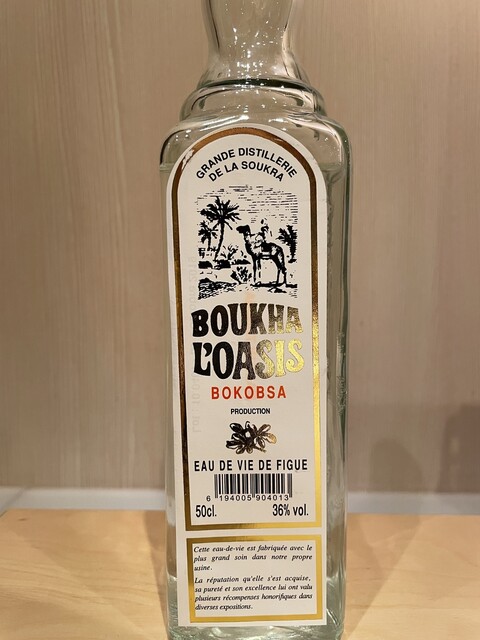 GRANDE DISTILLERIE
DE LA SOUKRA
BOUKHA
L'OASIS
BOKOBSA
PRODUCTION
EAU DE VIE DE FIGUE
6 194005 904013
50cl. 36% vol.
Cette eau-de-vie est fabriquée avec le
plus grand soin dans notre propre
usine.
La réputation qu'elle s'est acquise,
sa pureté et son excellence lui ont valu
plusieurs récompenses honorifiques dans
diverses expositions.